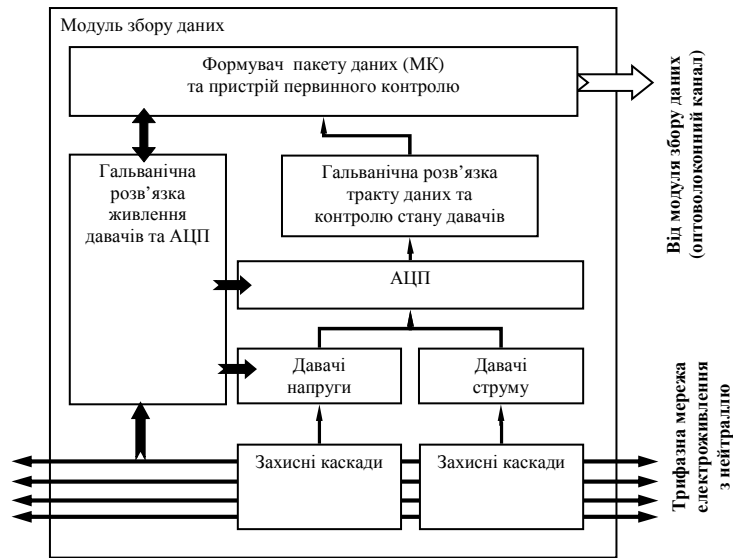 Модуль збору даних
Формувач пакету даних (МК)
та пристрій первинного контролю
Гальванічна
розв’язка
живлення
давачів та АЦП
Гальванічна розв’язка
тракту даних та
контролю стану давачів
АЦП
Давачі
напруги
Давачі
струму
Захисні каскади
Захисні каскади
Від модуля збору даних
(оптоволоконний канал)
Трифазна мережа
електроживлення
з нейтраллю